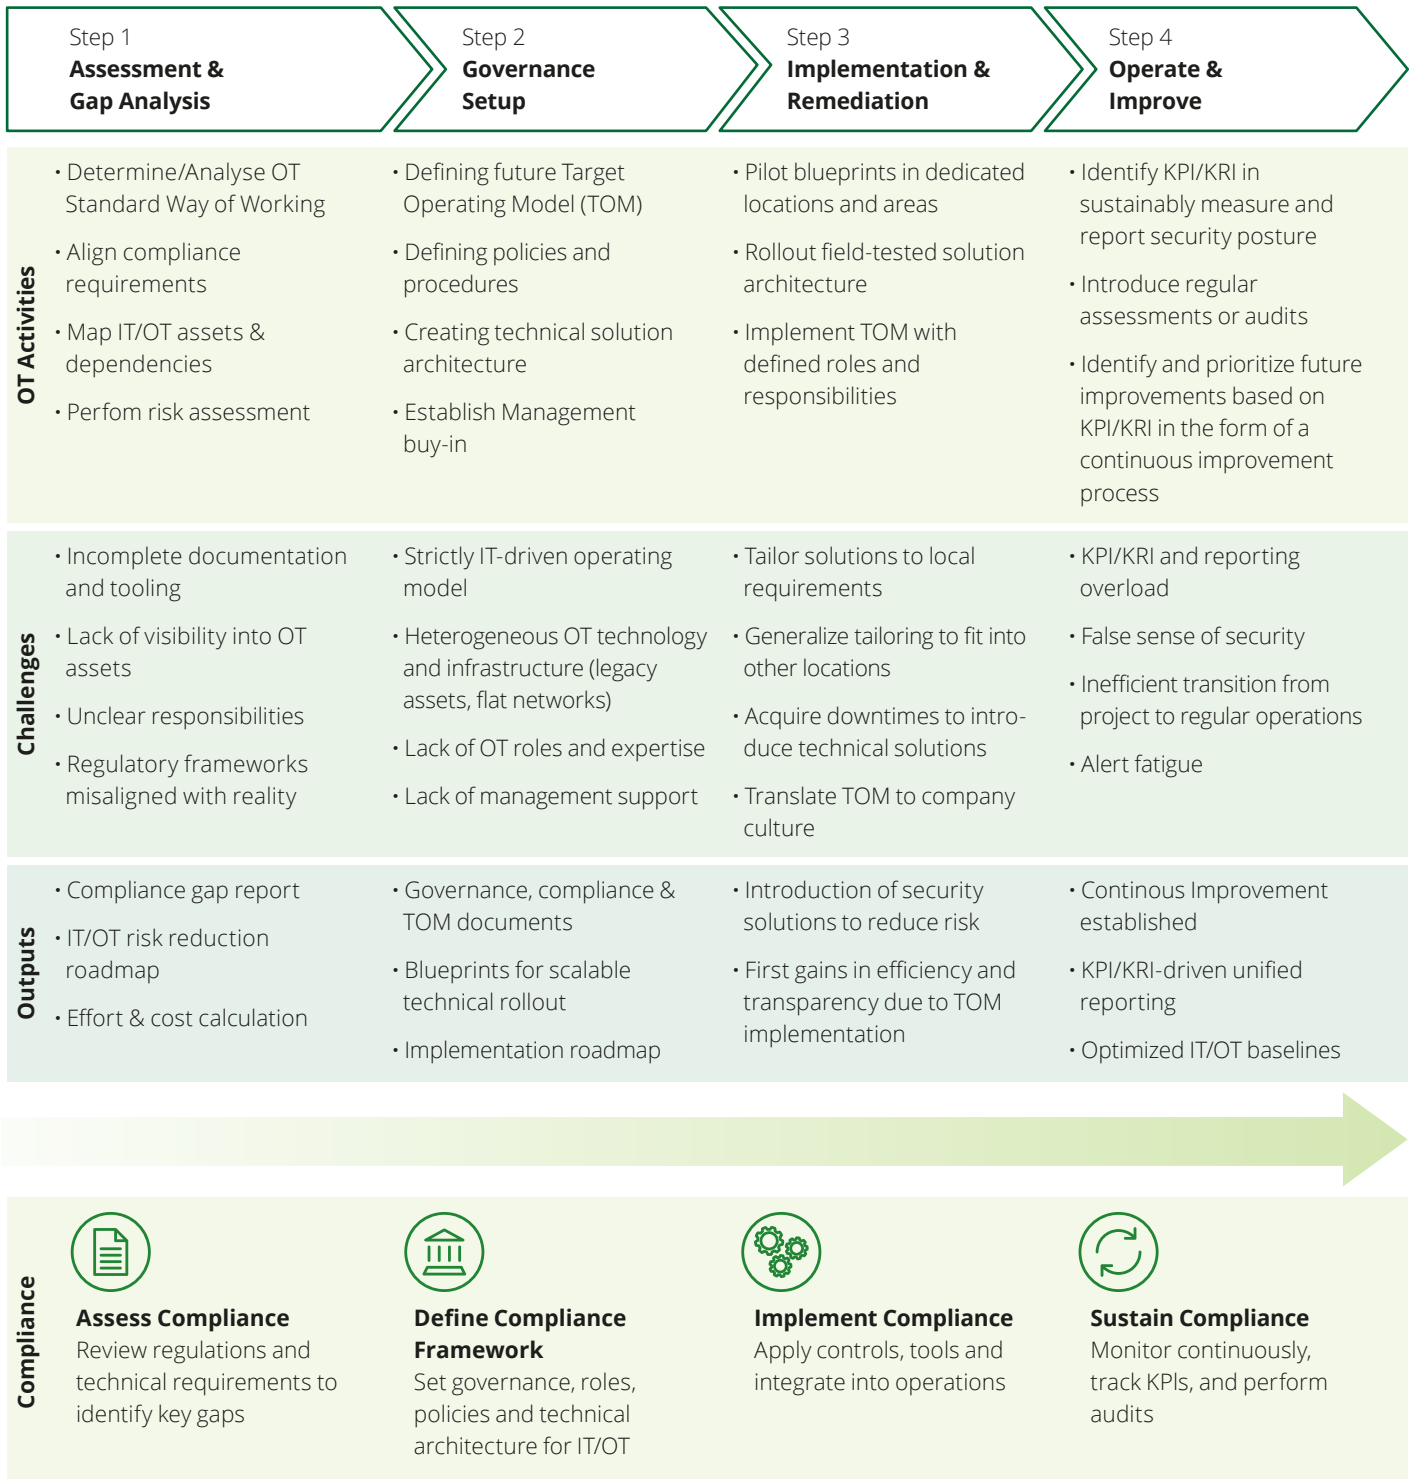 Step 1
Assessment &
Gap Analysis
Step 2
Governance
Setup
Step 3
Implementation &
Remediation
Step 4
Operate &
Improve
OT Activities
• Determine/Analyse OT
Standard Way of Working
• Align compliance
requirements
• Map IT/OT assets &
dependencies
• Perfom risk assessment
• Defining future Target
Operating Model (TOM)
• Defining policies and
procedures
• Creating technical solution
architecture
• Establish Management
buy-in
• Pilot blueprints in dedicated
locations and areas
• Rollout field-tested solution
architecture
• Implement TOM with
defined roles and
responsibilities
• Identify KPI/KRI in
sustainably measure and
report security posture
• Introduce regular
assessments or audits
• Identify and prioritize future
improvements based on
KPI/KRI in the form of a
continuous improvement
process
Challenges
• Incomplete documentation
and tooling
• Lack of visibility into OT
assets
• Unclear responsibilities
• Regulatory frameworks
misaligned with reality
• Strictly IT-driven operating
model
• Heterogeneous OT technology
and infrastructure (legacy
assets, flat networks)
• Lack of OT roles and expertise
• Lack of management support
• Tailor solutions to local
requirements
• Generalize tailoring to fit into
other locations
• Acquire downtimes to intro-
duce technical solutions
• Translate TOM to company
culture
• KPI/KRI and reporting
overload
• False sense of security
• Inefficient transition from
project to regular operations
• Alert fatigue
Outputs
• Compliance gap report
• IT/OT risk reduction
roadmap
• Effort & cost calculation
• Governance, compliance &
TOM documents
• Blueprints for scalable
technical rollout
• Implementation roadmap
• Introduction of security
solutions to reduce risk
• First gains in efficiency and
transparency due to TOM
implementation
• Continous Improvement
established
• KPI/KRI-driven unified
reporting
• Optimized IT/OT baselines
Compliance
Assess Compliance
Review regulations and
technical requirements to
identify key gaps
Define Compliance
Framework
Set governance, roles,
policies and technical
architecture for IT/OT
Implement Compliance
Apply controls, tools and
integrate into operations
Sustain Compliance
Monitor continuously,
track KPIs, and perform
audits